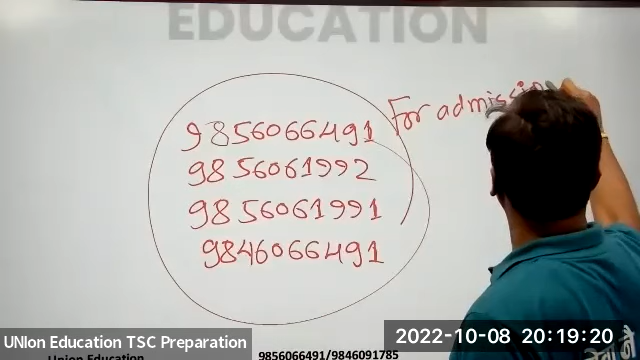 EDUCATION
For admission
9856066491
9856061992
9856061991
9846066491
UNIon Education TSC Preparation
2022-10-08 20:19:20
Union Education
9856066491/9846091785